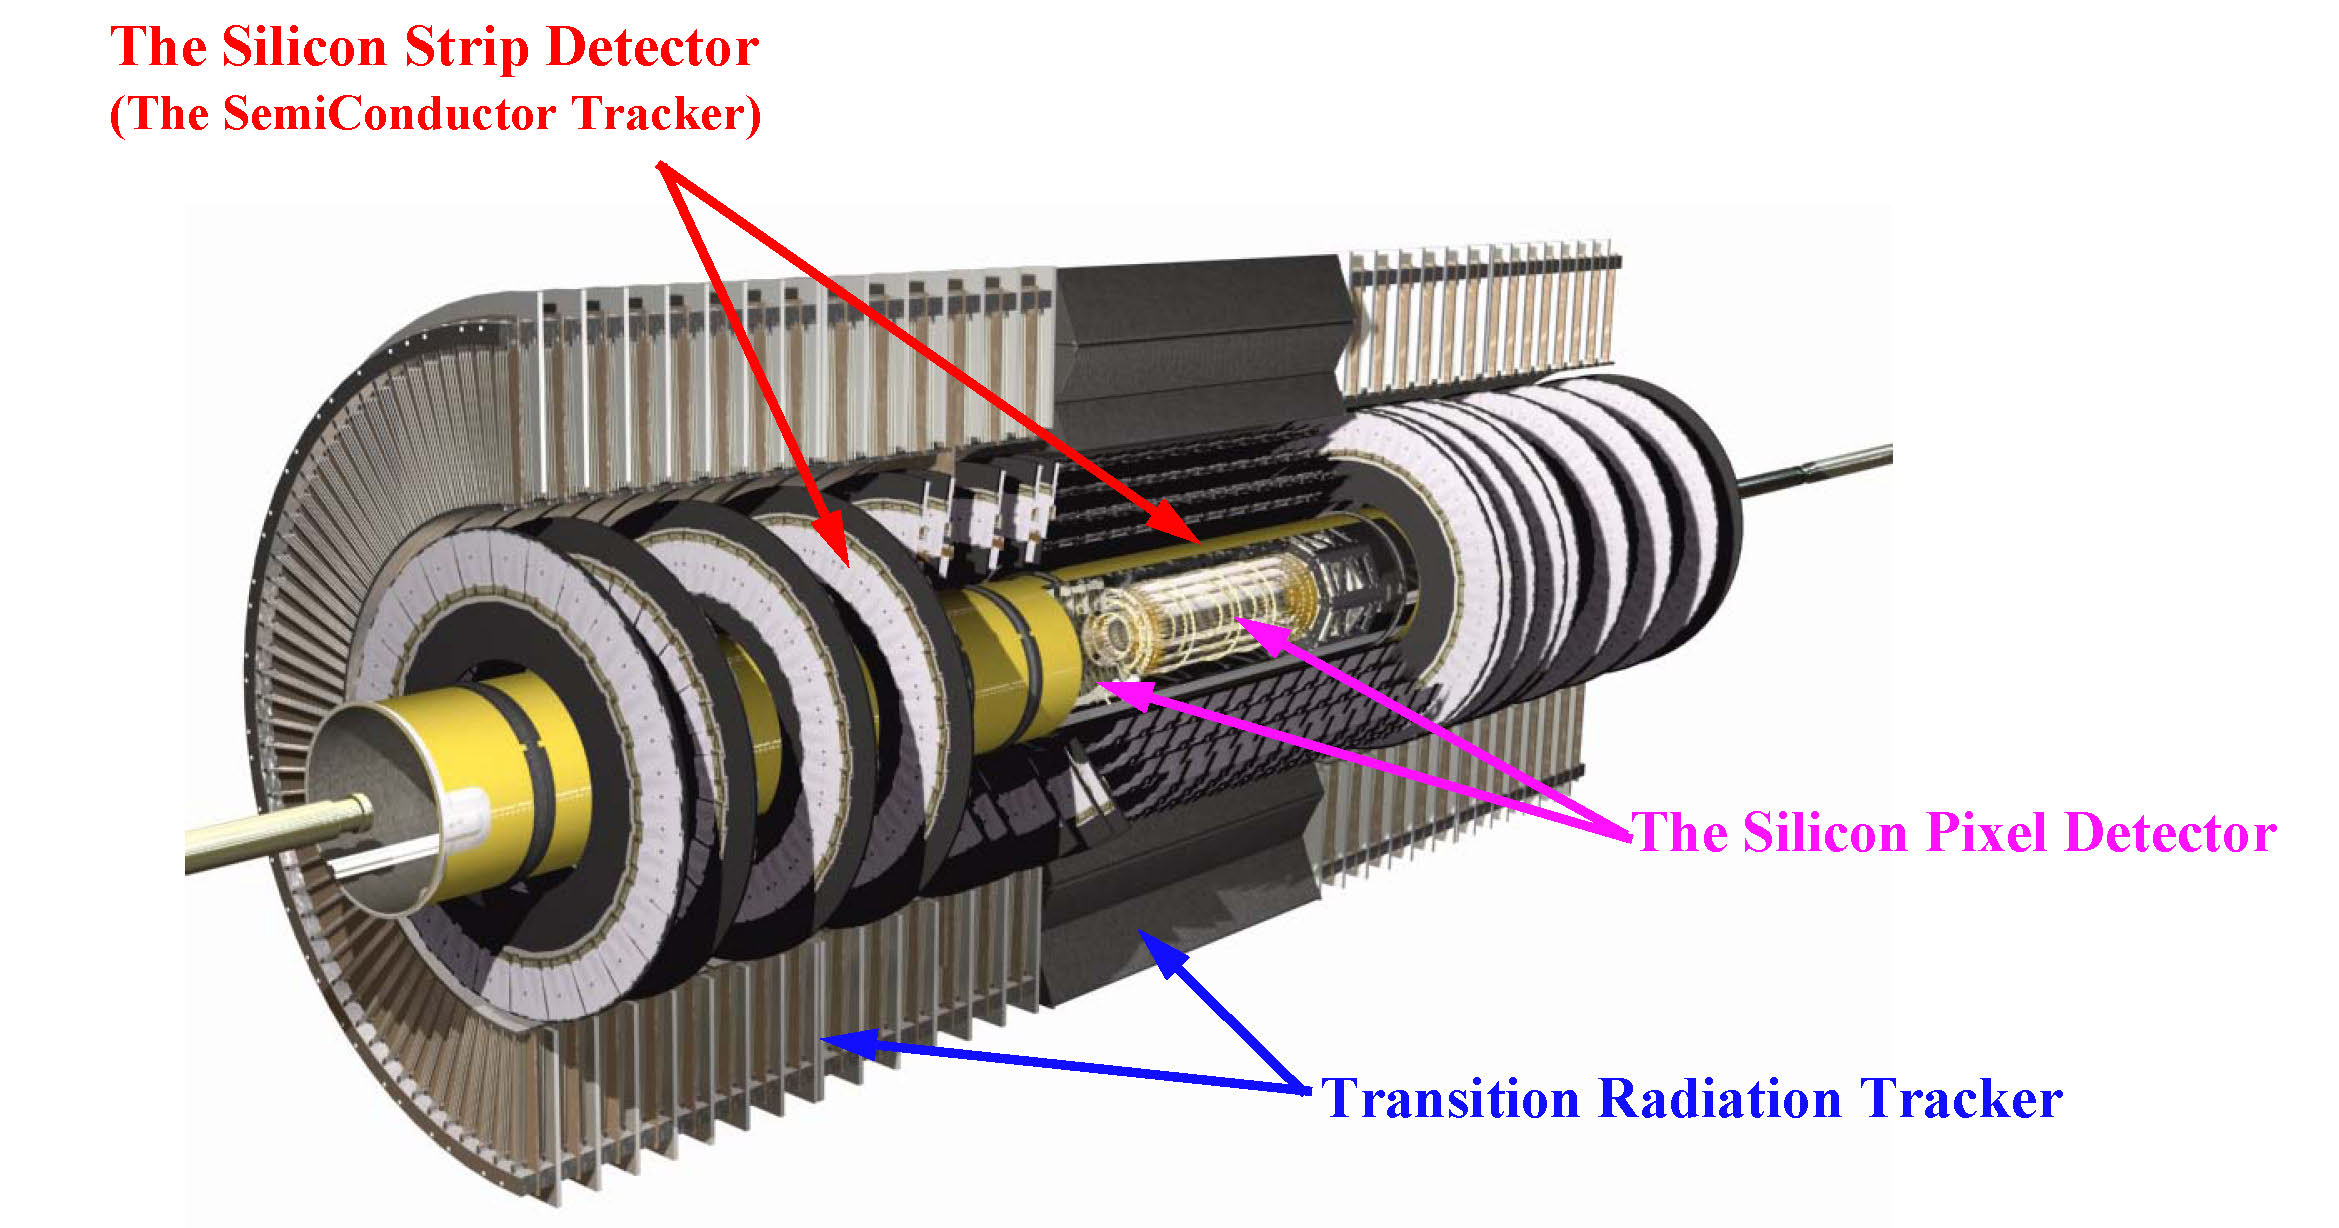 The Silicon Strip Detector
(The SemiConductor Tracker)
The Silicon Pixel Detector
Transition Radiation Tracker